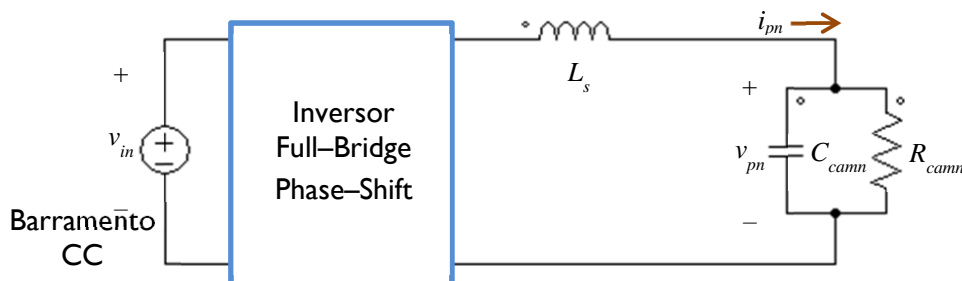 i_pn
L_s
+
+
v_in
+
−
−
Barramento
CC
Inversor
Full–Bridge
Phase–Shift
+
v_pn
−
C_camn
R_camn